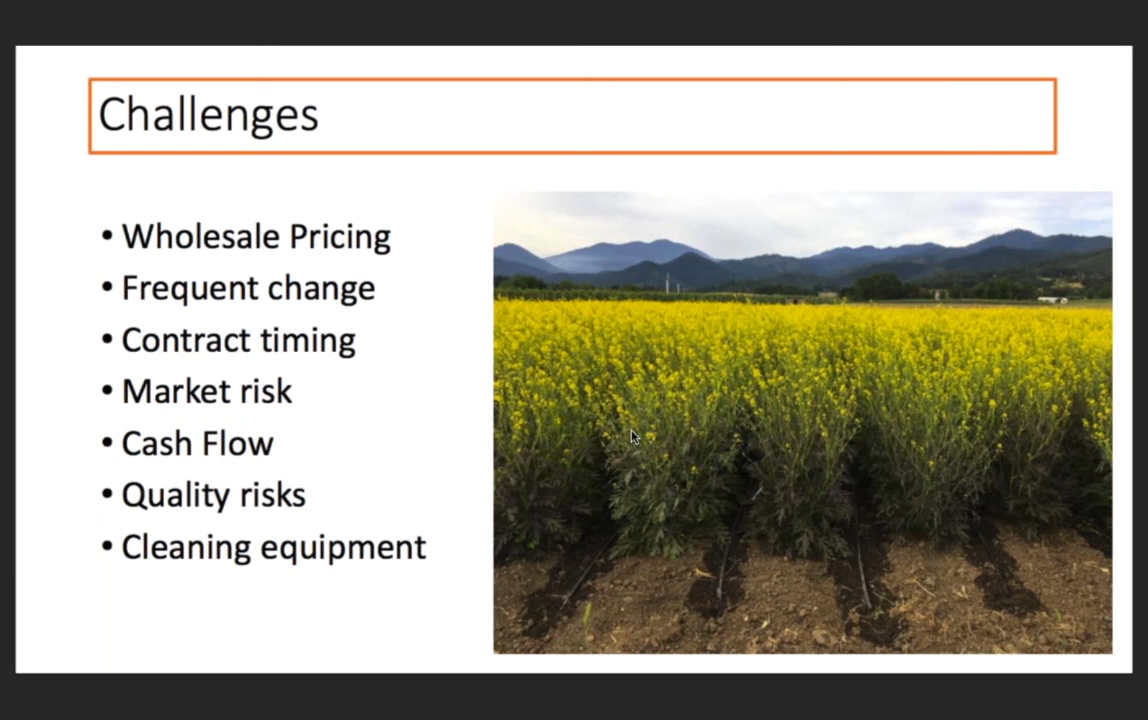 Challenges
• Wholesale Pricing
• Frequent change
• Contract timing
• Market risk
• Cash Flow
• Quality risks
• Cleaning equipment